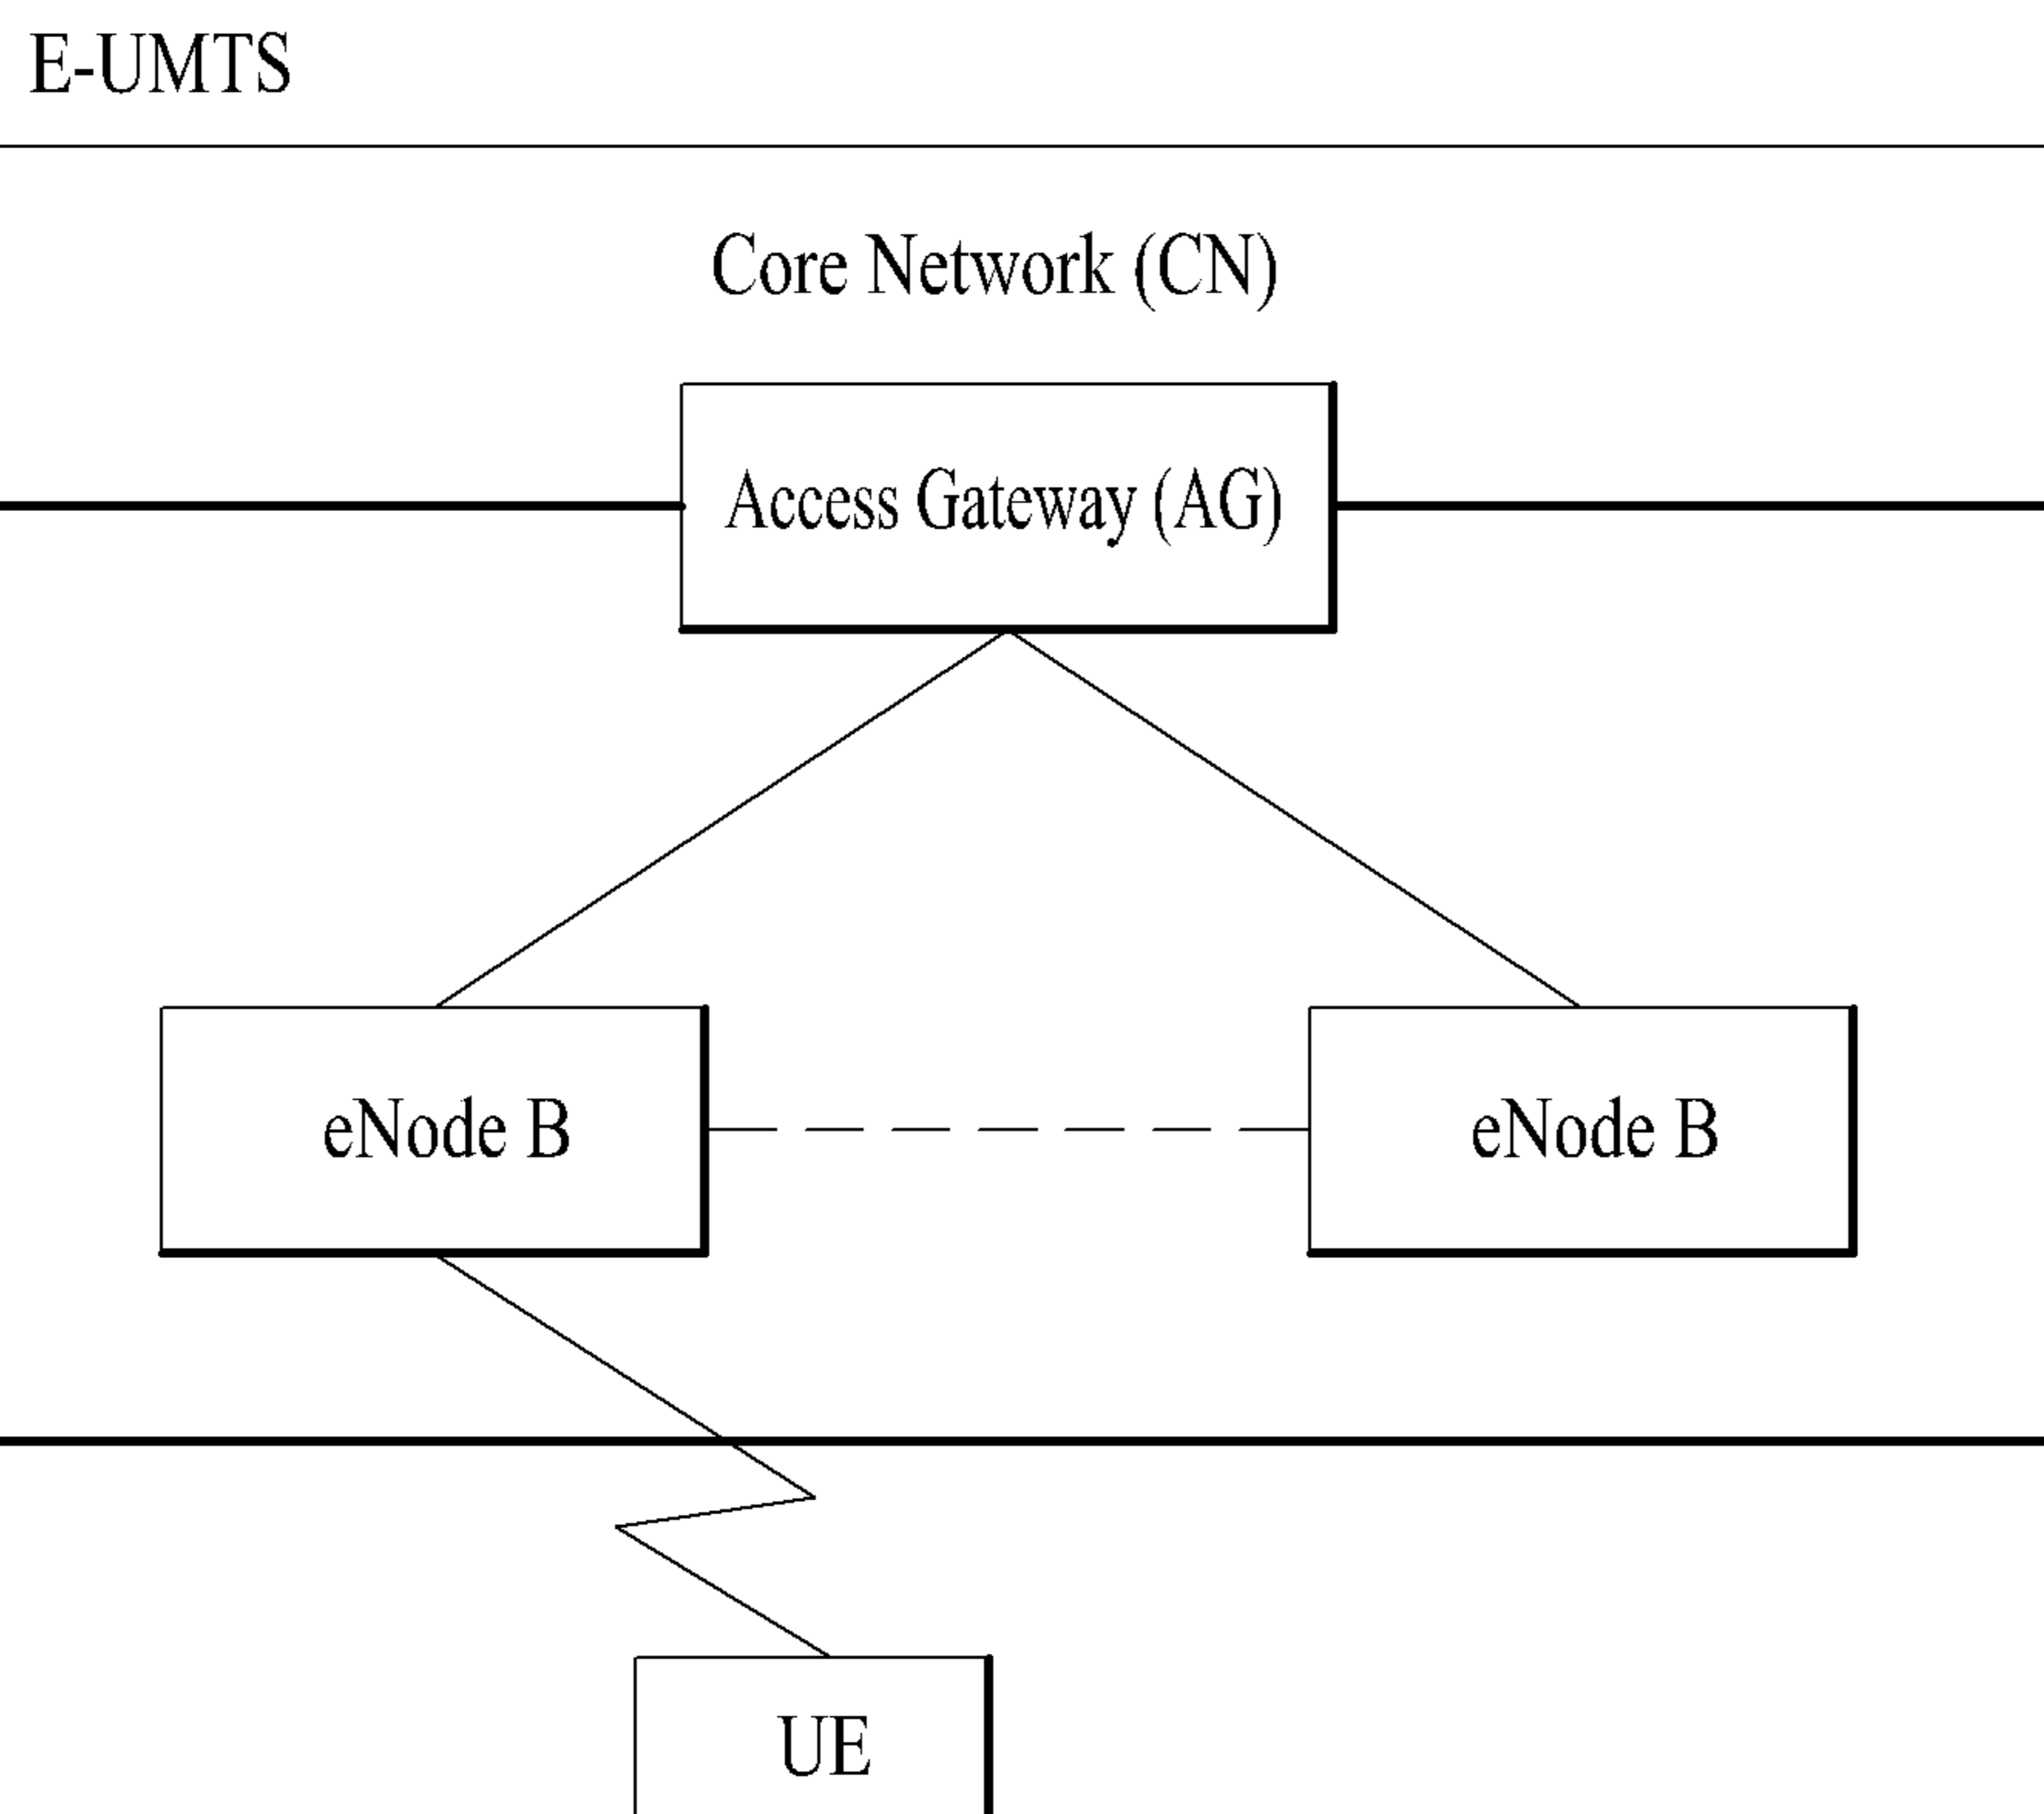 E-UMTS
Core Network (CN)
Access Gateway (AG)
eNode B
eNode B
UE